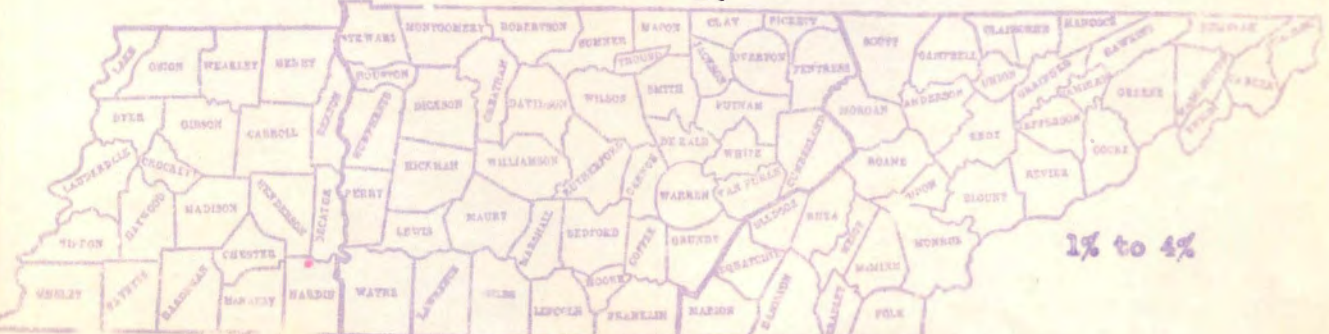 STEWART MONTGOMERY ROBERTSON SUMNER MACON CLAY PICKETT SCOTT CAMPBELL CLAIBORNE HANCOCK HAWKINS
LAKE OBION WEAKLEY HENRY HOUSTON CHEATHAM JACKSON OVERTON FENTRESS UNION GRAINGER GREENE
DYER GIBSON CARROLL BENTON HUMPHREYS DICKSON DAVIDSON WILSON SMITH PUTNAM MORGAN ANDERSON KNOX JEFFERSON COCKE
LAUDERDALE CROCKETT HICKMAN WILLIAMSON RUTHERFORD CANNON DE KALB WHITE CUMBERLAND ROANE SEVIER
TIPTON HAYWOOD MADISON HENDERSON DECATUR PERRY LEWIS MAURY MARSHALL BEDFORD COFFEE WARREN VAN BUREN GRUNDY BLEDSOE RHEA MEIGS BLOUNT MONROE
SHELBY FAYETTE HARDEMAN CHESTER HARDIN WAYNE LAWRENCE LINCOLN MOORE FRANKLIN MARION SEQUATCHIE BRADLEY MCMINN POLK
1% to 4%